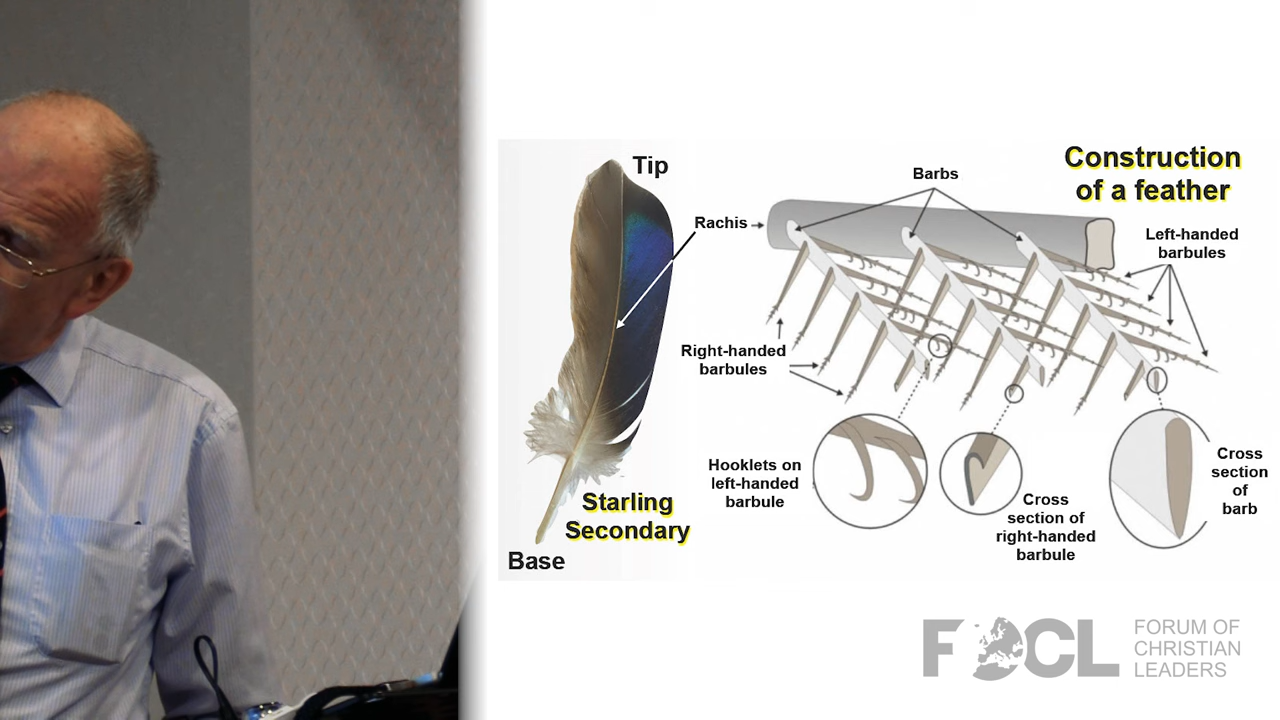 Construction
of a feather
Tip
Barbs
Rachis
Left-handed
barbules
Right-handed
barbules
Hooklets on
left-handed
barbule
Cross
section of
right-handed
barbule
Cross
section
of
barb
Starling
Secondary
Base
FOCL
FORUM OF
CHRISTIAN
LEADERS